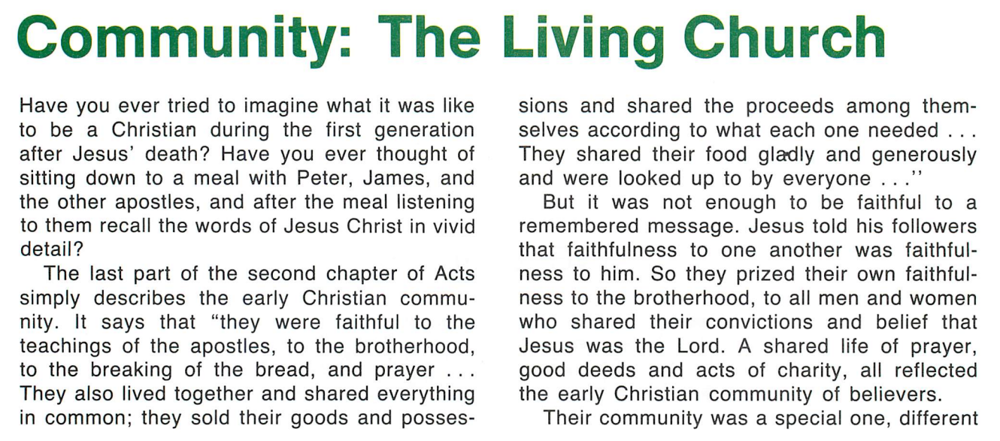 Community: The Living Church
Have you ever tried to imagine what it was like
to be a Christian during the first generation
after Jesus' death? Have you ever thought of
sitting down to a meal with Peter, James, and
the other apostles, and after the meal listening
to them recall the words of Jesus Christ in vivid
detail?
The last part of the second chapter of Acts
simply describes the early Christian commu-
nity. It says that “they were faithful to the
teachings of the apostles, to the brotherhood,
to the breaking of the bread, and prayer ...
They also lived together and shared everything
in common; they sold their goods and posses-
sions and shared the proceeds among them-
selves according to what each one needed ...
They shared their food gladly and generously
and were looked up to by everyone ...''
But it was not enough to be faithful to a
remembered message. Jesus told his followers
that faithfulness to one another was faithful-
ness to him. So they prized their own faithful-
ness to the brotherhood, to all men and women
who shared their convictions and belief that
Jesus was the Lord. A shared life of prayer,
good deeds and acts of charity, all reflected
the early Christian community of believers.
Their community was a special one, different